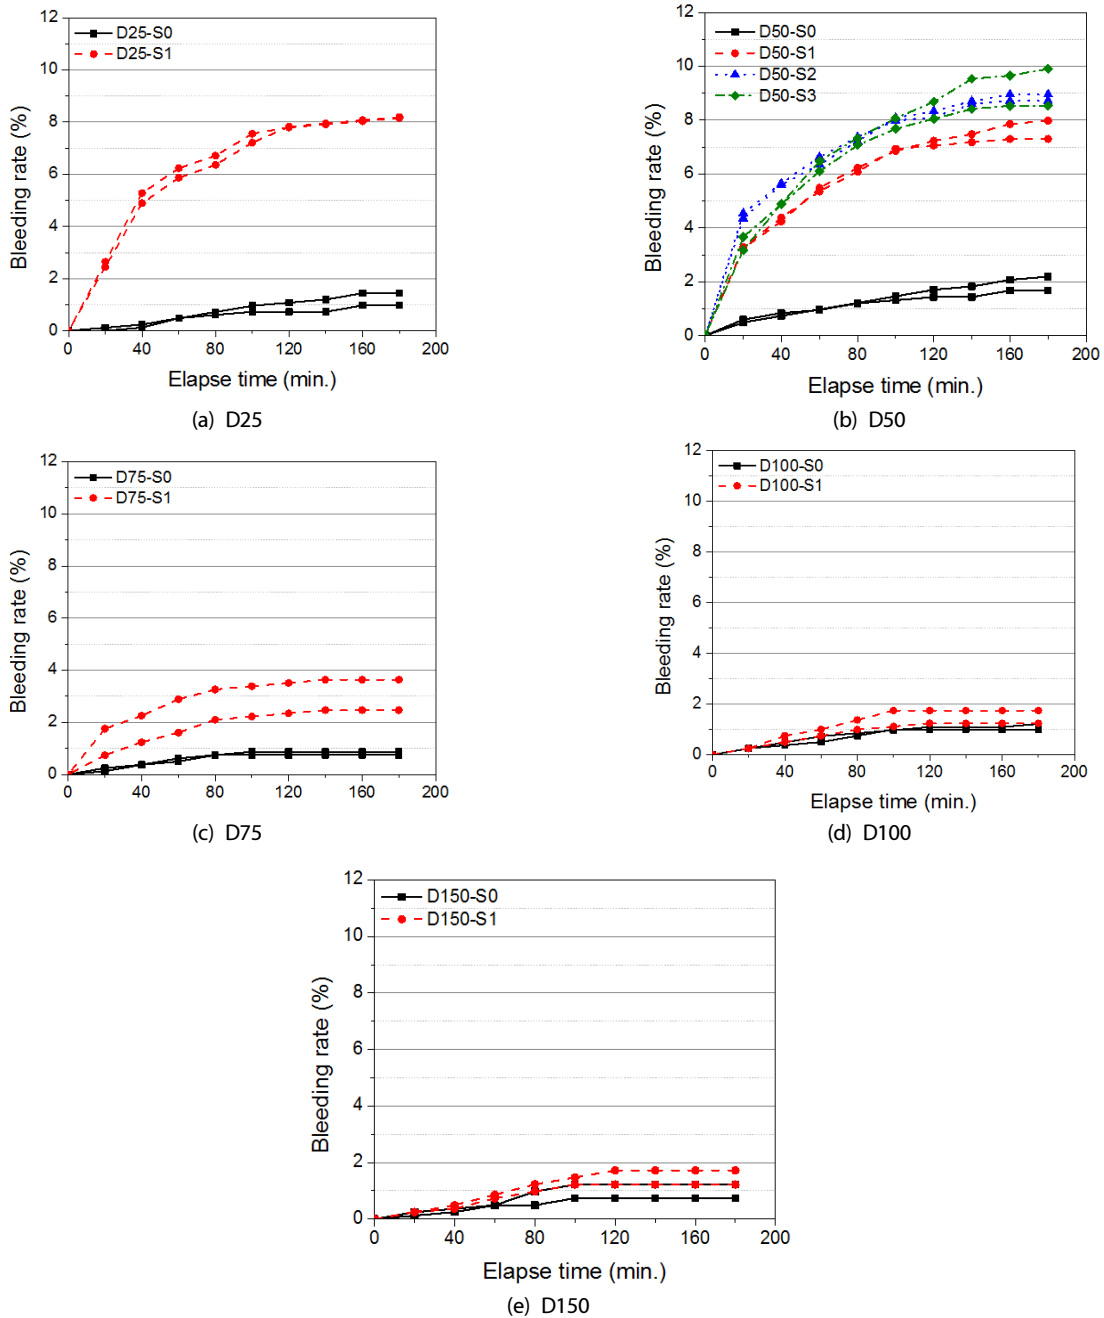 12
10
8
6
4
2
0
Bleeding rate (%)
D25-S0
D25-S1
0 40 80 120 160 200
Elapse time (min.)
(a) D25
12
10
8
6
4
2
0
Bleeding rate (%)
D50-S0
D50-S1
D50-S2
D50-S3
0 40 80 120 160 200
Elapse time (min.)
(b) D50
12
10
8
6
4
2
0
Bleeding rate (%)
D75-S0
D75-S1
0 40 80 120 160 200
Elapse time (min.)
(c) D75
12
10
8
6
4
2
0
Bleeding rate (%)
D100-S0
D100-S1
0 40 80 120 160 200
Elapse time (min.)
(d) D100
12
10
8
6
4
2
0
Bleeding rate (%)
D150-S0
D150-S1
0 40 80 120 160 200
Elapse time (min.)
(e) D150